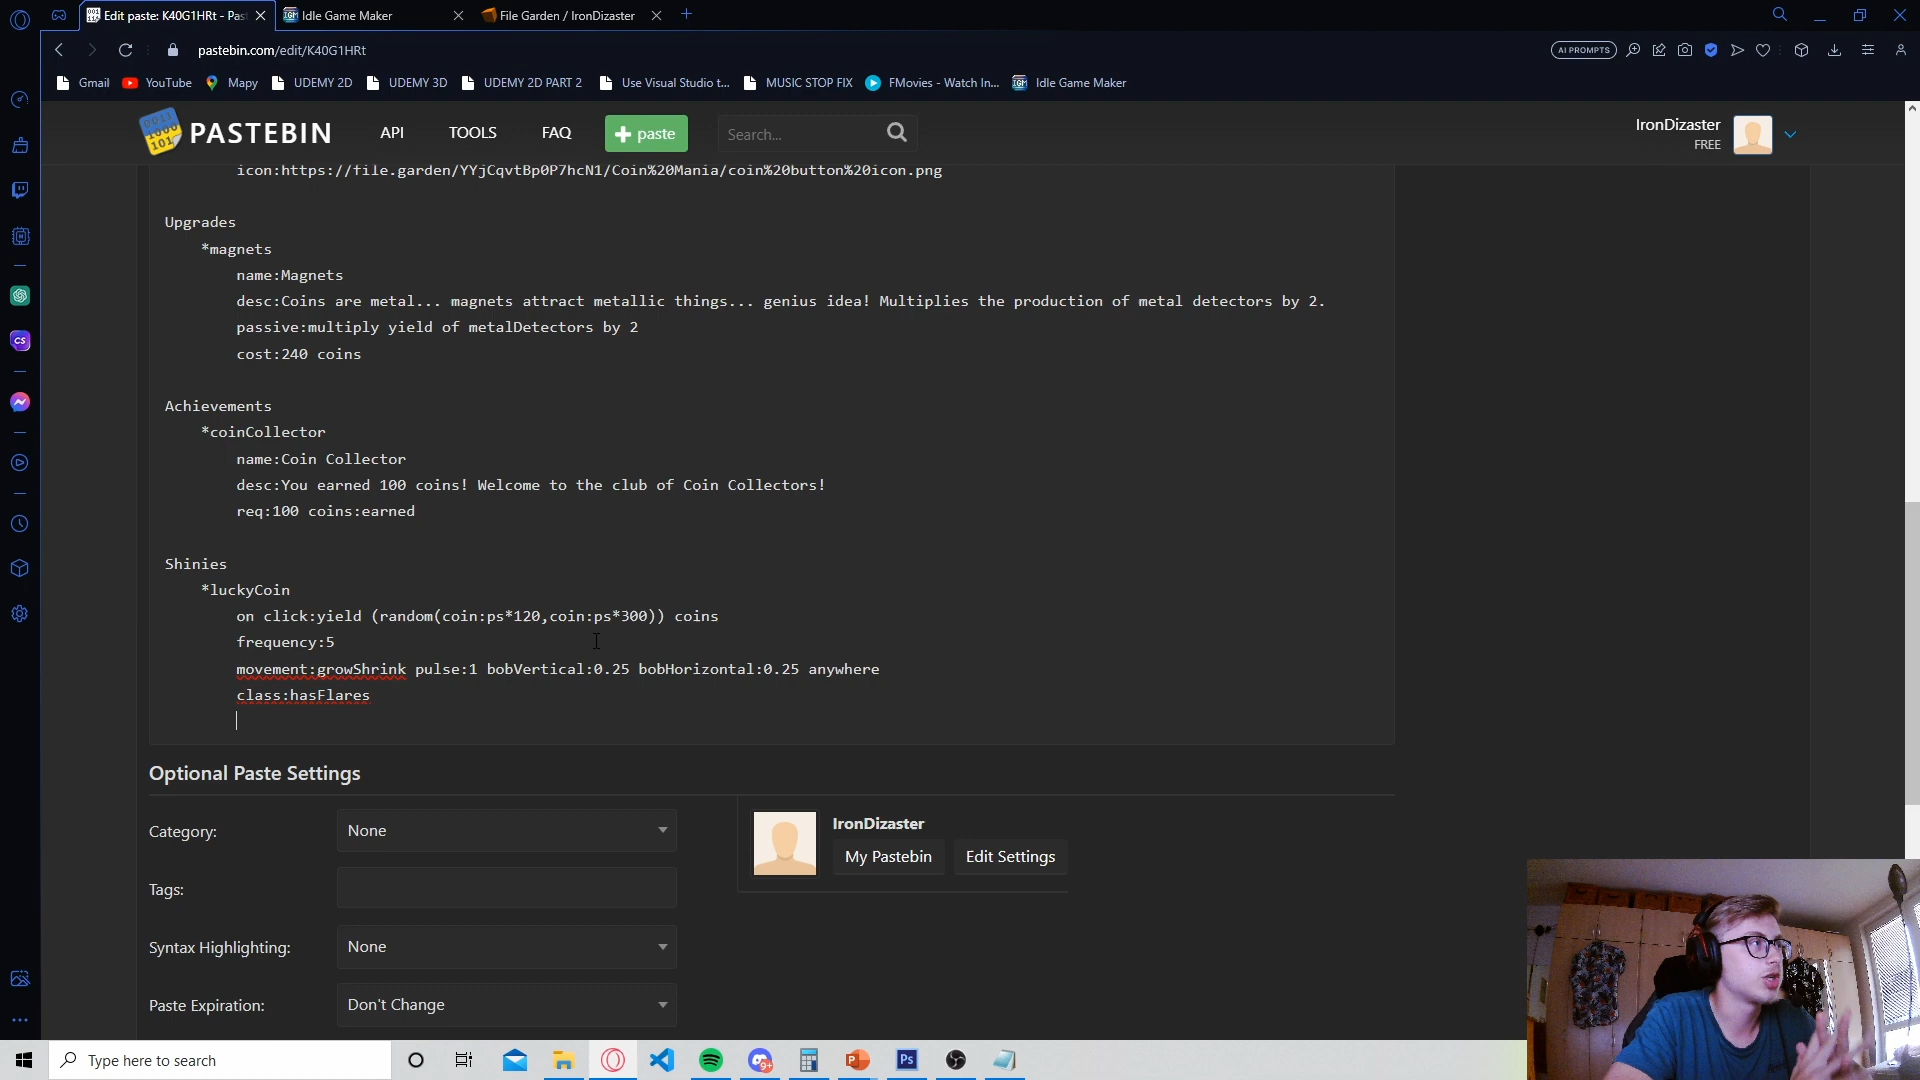 Edit paste: K40G1HRt - Pas
Idle Game Maker
File Garden / IronDizaster
pastebin.com/edit/K40G1HRt
AI PROMPTS
Gmail
YouTube
Mapy
UDEMY 2D
UDEMY 3D
UDEMY 2D PART 2
Use Visual Studio t...
MUSIC STOP FIX
FMovies - Watch In...
Idle Game Maker
PASTEBIN
API
TOOLS
FAQ
paste
Search...
IronDizaster
FREE
icon:https://file.garden/YYjCqvtBp0P7hcN1/Coin%20Mania/coin%20button%20icon.png
Upgrades
*magnets
name:Magnets
desc:Coins are metal... magnets attract metallic things... genius idea! Multiplies the production of metal detectors by 2.
passive:multiply yield of metalDetectors by 2
cost:240 coins
Achievements
*coinCollector
name:Coin Collector
desc:You earned 100 coins! Welcome to the club of Coin Collectors!
req:100 coins:earned
Shinies
*luckyCoin
on click:yield (random(coin:ps*120,coin:ps*300)) coins
frequency:5
movement:growShrink pulse:1 bobVertical:0.25 bobHorizontal:0.25 anywhere
class:hasFlares
Optional Paste Settings
Category:
None
Tags:
Syntax Highlighting:
None
Paste Expiration:
Don't Change
IronDizaster
My Pastebin
Edit Settings
Type here to search